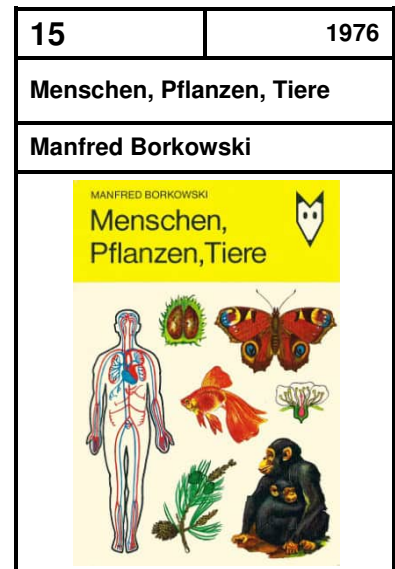 15
1976
Menschen, Pflanzen, Tiere
Manfred Borkowski
MANFRED BORKOWSKI
Menschen,
Pflanzen,Tiere